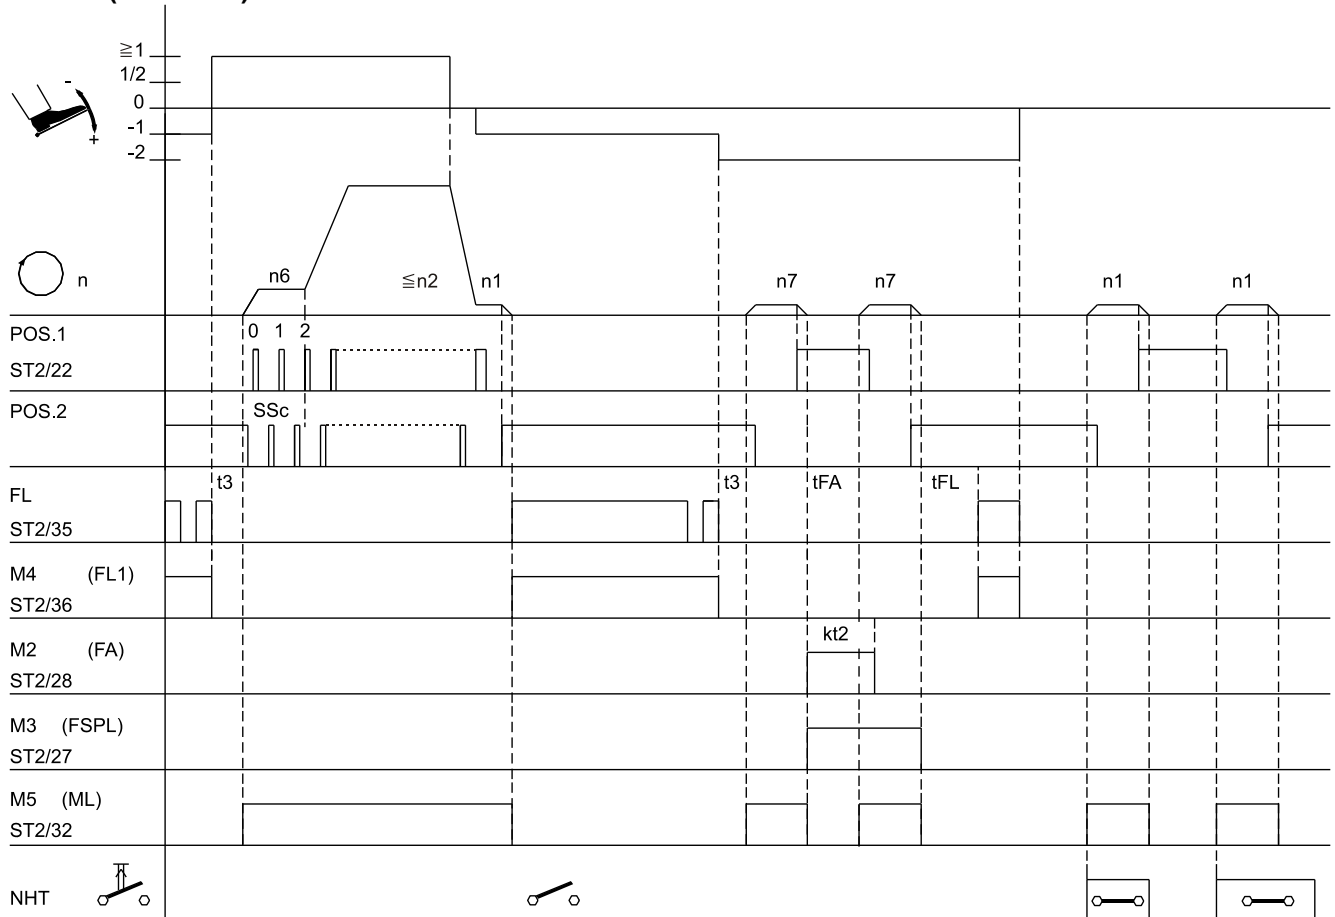 ≧1
1/2
0
-1
-2
-
+
n
n6
≦n2
n1
n7
n7
n1
n1
POS.1
0 1 2
ST2/22
POS.2
SSc
t3
t3
tFA
tFL
FL
ST2/35
M4 (FL1)
ST2/36
kt2
M2 (FA)
ST2/28
M3 (FSPL)
ST2/27
M5 (ML)
ST2/32
NHT